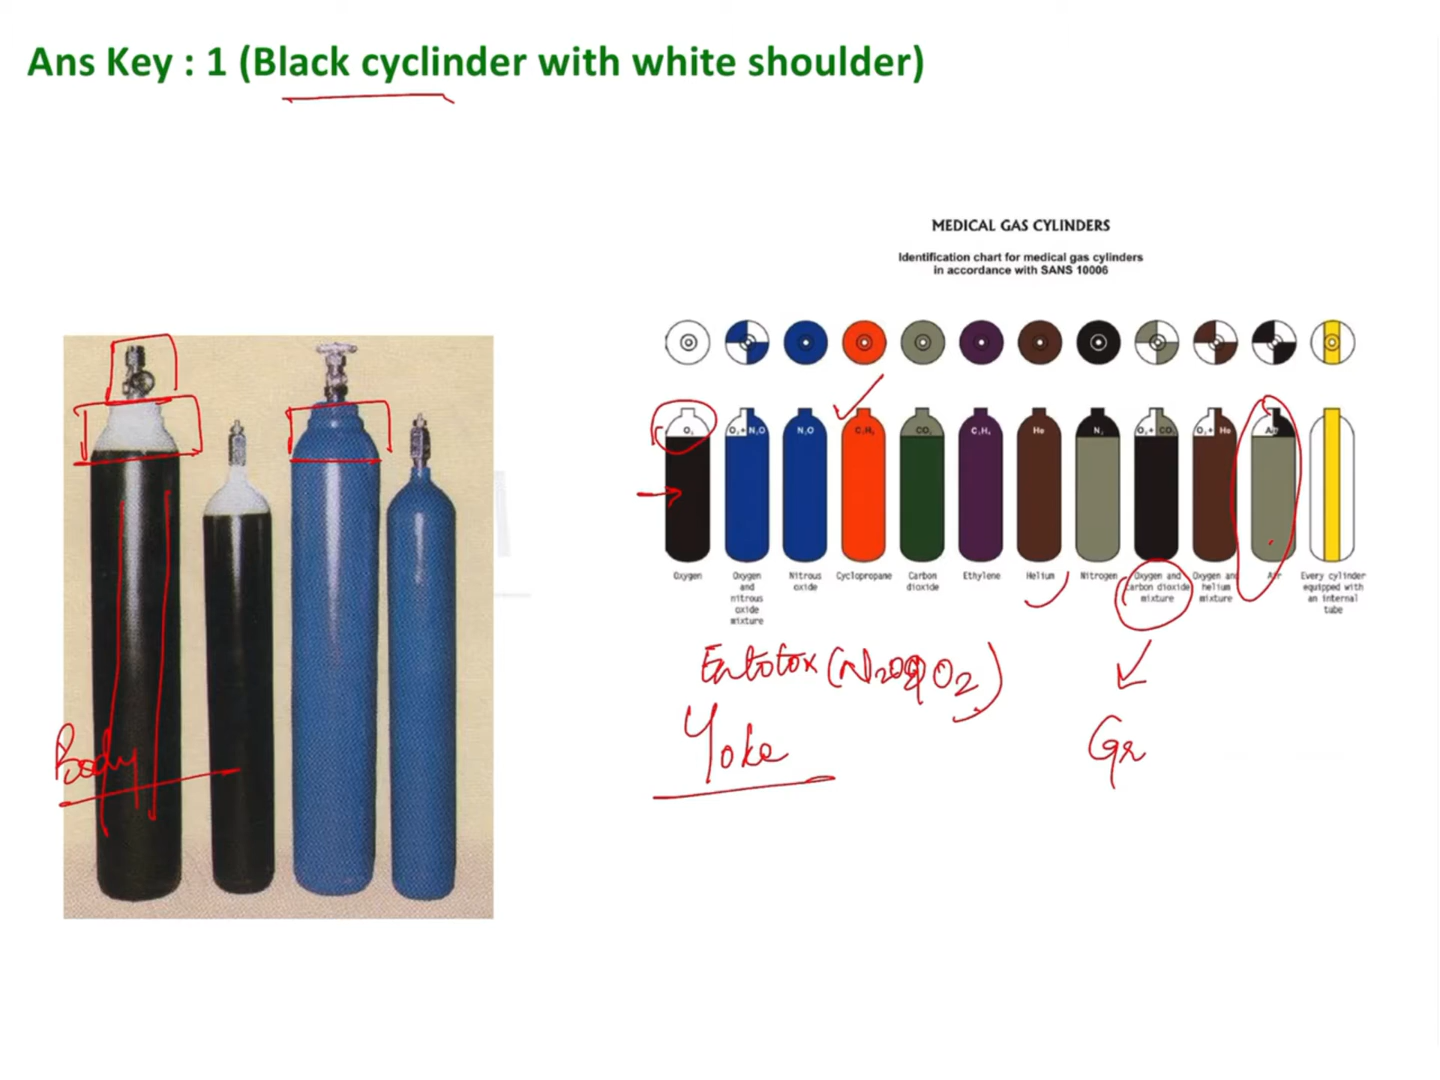 Ans Key : 1 (Black cyclinder with white shoulder)
MEDICAL GAS CYLINDERS
Identification chart for medical gas cylinders
in accordance with SANS 10006
O₂
O₂+ N₂O
N₂O
C₃H₆
CO₂
C₂H₄
He
N₂
O₂+ CO₂
O₂+ He
Air
Oxygen
Oxygen
and
nitrous
oxide
mixture
Nitrous
oxide
Cyclopropane
Carbon
dioxide
Ethylene
Helium
Nitrogen
Oxygen and
carbon dioxide
mixture
Oxygen and
helium
mixture
Air
Every cylinder
equipped with
an internal
tube
Body
Yoke
Gr